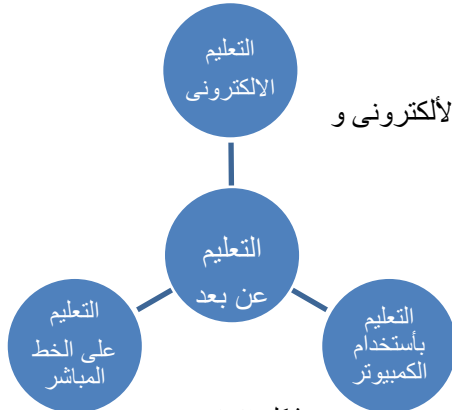 التعليم
الالكترونى
لألكترونى و
التعليم
عن بعد
التعليم
على الخط
المباشر
التعليم
بأستخدام
الكمبيوتر